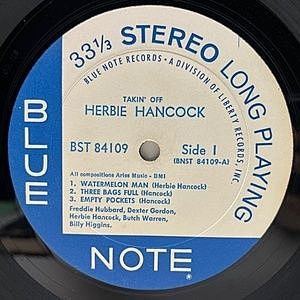 33⅓ STEREO LONG PLAYING
BLUE NOTE RECORDS • A DIVISION OF LIBERTY RECORDS, INC.
TAKIN' OFF
HERBIE HANCOCK
BST 84109
Side 1
(BNST 84109-A)
All compositions Aries Music - BMI
1. WATERMELON MAN (Herbie Hancock)
2. THREE BAGS FULL (Hancock)
3. EMPTY POCKETS (Hancock)
Freddie Hubbard, Dexter Gordon,
Herbie Hancock, Butch Warren,
Billy Higgins.
BLUE
NOTE